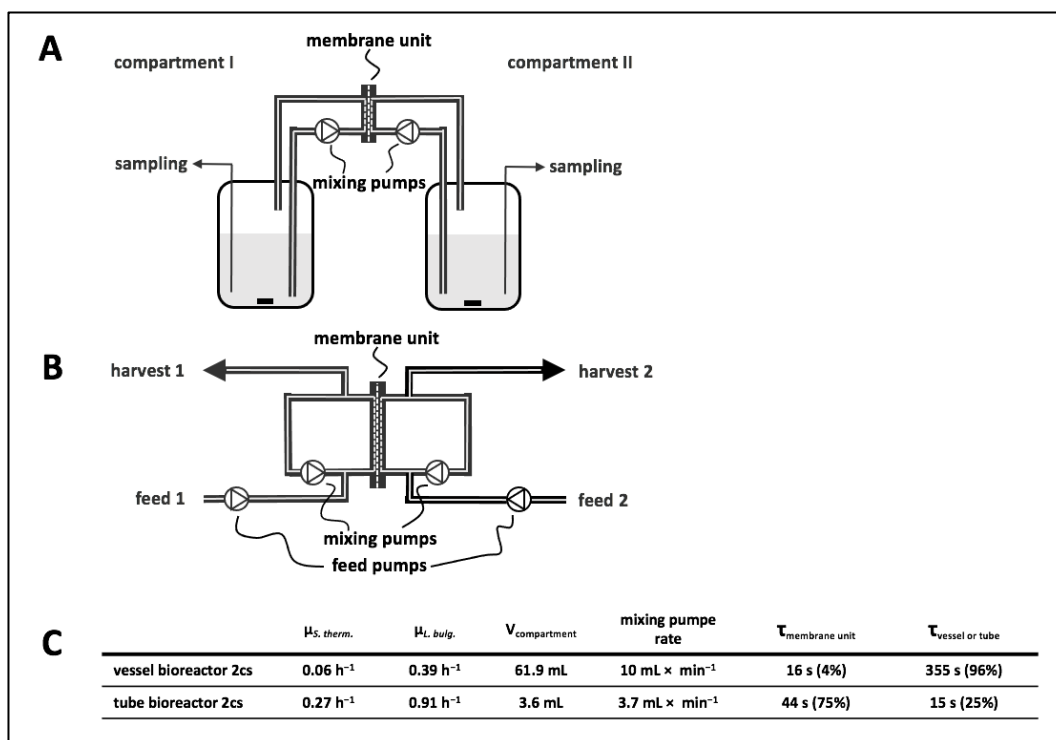 A
membrane unit
compartment I
compartment II
sampling
sampling
mixing pumps
B
membrane unit
harvest 1
harvest 2
feed 1
feed 2
mixing pumps
feed pumps
C
μS. therm. μL. bulg. Vcompartment mixing pumpe rate τmembrane unit τvessel or tube
vessel bioreactor 2cs 0.06 h⁻¹ 0.39 h⁻¹ 61.9 mL 10 mL × min⁻¹ 16 s (4%) 355 s (96%)
tube bioreactor 2cs 0.27 h⁻¹ 0.91 h⁻¹ 3.6 mL 3.7 mL × min⁻¹ 44 s (75%) 15 s (25%)